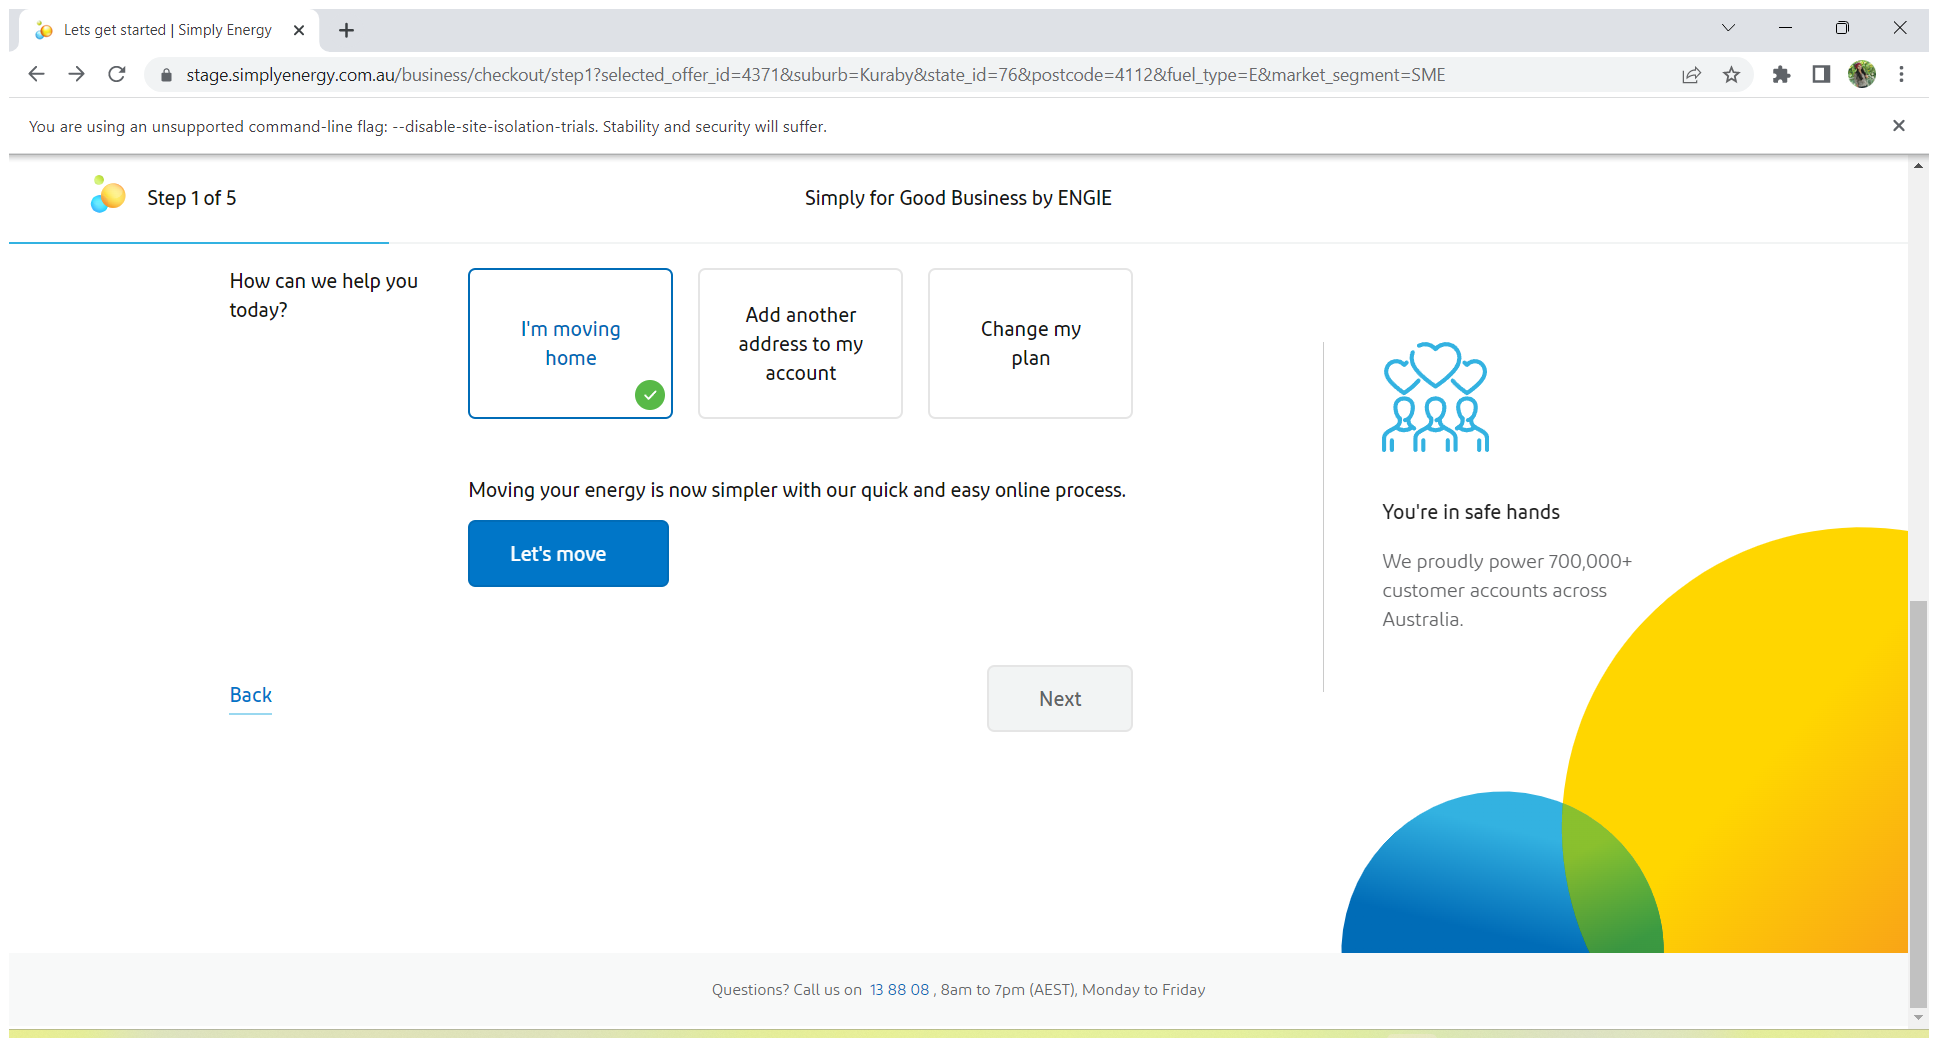 Lets get started | Simply Energy
stage.simplyenergy.com.au/business/checkout/step1?selected_offer_id=4371&suburb=Kuraby&state_id=76&postcode=4112&fuel_type=E&market_segment=SME
You are using an unsupported command-line flag: --disable-site-isolation-trials. Stability and security will suffer.
Step 1 of 5
Simply for Good Business by ENGIE
How can we help you
today?
I'm moving
home
Add another
address to my
account
Change my
plan
Moving your energy is now simpler with our quick and easy online process.
Let's move
Back
Next
You're in safe hands
We proudly power 700,000+
customer accounts across
Australia.
Questions? Call us on 13 88 08 , 8am to 7pm (AEST), Monday to Friday